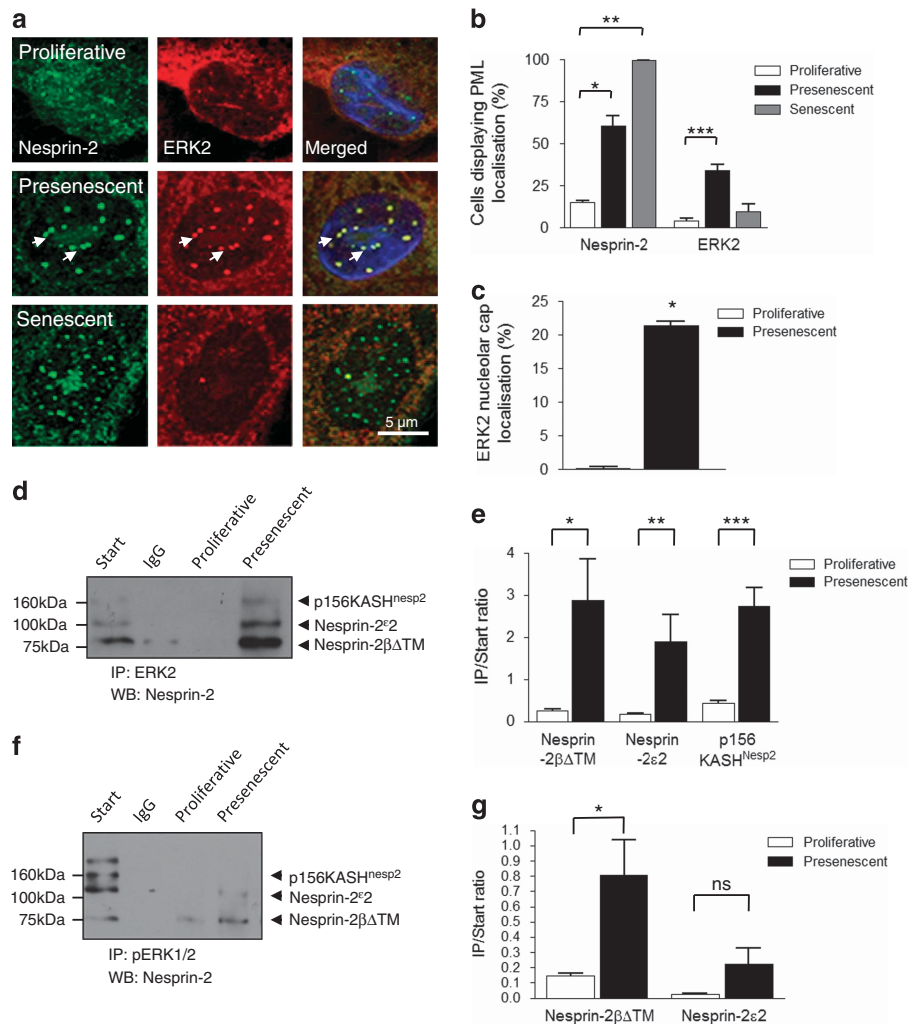 a
Proliferative
Nesprin-2
ERK2
Merged
Presenescent
Senescent
5 µm
b
Cells displaying PML
localisation (%)
100
75
50
25
0
**
*
***
Nesprin-2
ERK2
Proliferative
Presenescent
Senescent
c
ERK2 nucleolar cap
localisation (%)
25
20
15
10
5
0
*
Proliferative
Presenescent
d
Start
IgG
Proliferative
Presenescent
160kDa
100kDa
75kDa
p156KASHⁿᵉˢᵖ²
Nesprin-2ᵋ2
Nesprin-2βΔTM
IP: ERK2
WB: Nesprin-2
e
IP/Start ratio
4
3
2
1
0
*
**
***
Proliferative
Presenescent
Nesprin
-2βΔTM
Nesprin
-2ε2
p156
KASHᴺᵉˢᵖ²
f
Start
IgG
Proliferative
Presenescent
160kDa
100kDa
75kDa
p156KASHⁿᵉˢᵖ²
Nesprin-2ᵋ2
Nesprin-2βΔTM
IP: pERK1/2
WB: Nesprin-2
g
IP/Start ratio
1.1
1.0
0.9
0.8
0.7
0.6
0.5
0.4
0.3
0.2
0.1
0.0
*
ns
Proliferative
Presenescent
Nesprin-2βΔTM
Nesprin-2ε2